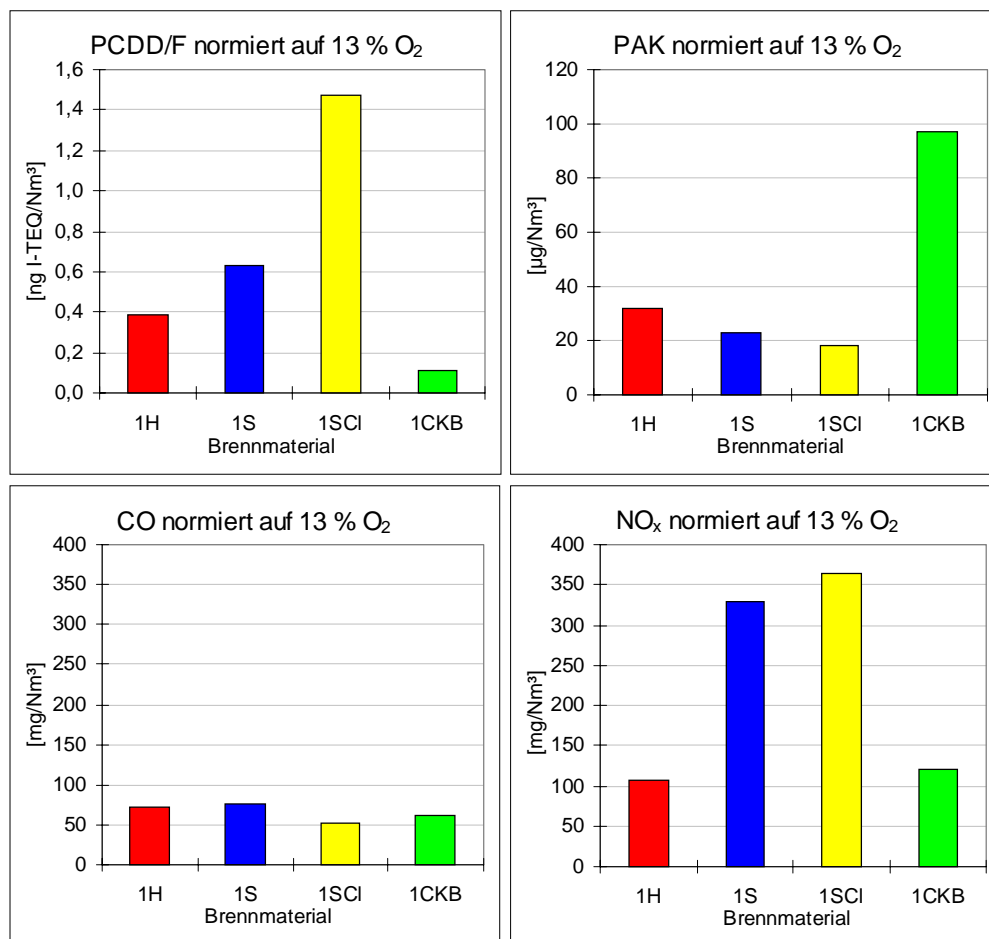 PCDD/F normiert auf 13 % O₂
[ng I-TEQ/Nm³]
1,6
1,4
1,2
1,0
0,8
0,6
0,4
0,2
0,0
1H 1S 1SCl 1CKB
Brennmaterial
PAK normiert auf 13 % O₂
[µg/Nm³]
120
100
80
60
40
20
0
1H 1S 1SCl 1CKB
Brennmaterial
CO normiert auf 13 % O₂
[mg/Nm³]
400
350
300
250
200
150
100
50
0
1H 1S 1SCl 1CKB
Brennmaterial
NOₓ normiert auf 13 % O₂
[mg/Nm³]
400
350
300
250
200
150
100
50
0
1H 1S 1SCl 1CKB
Brennmaterial